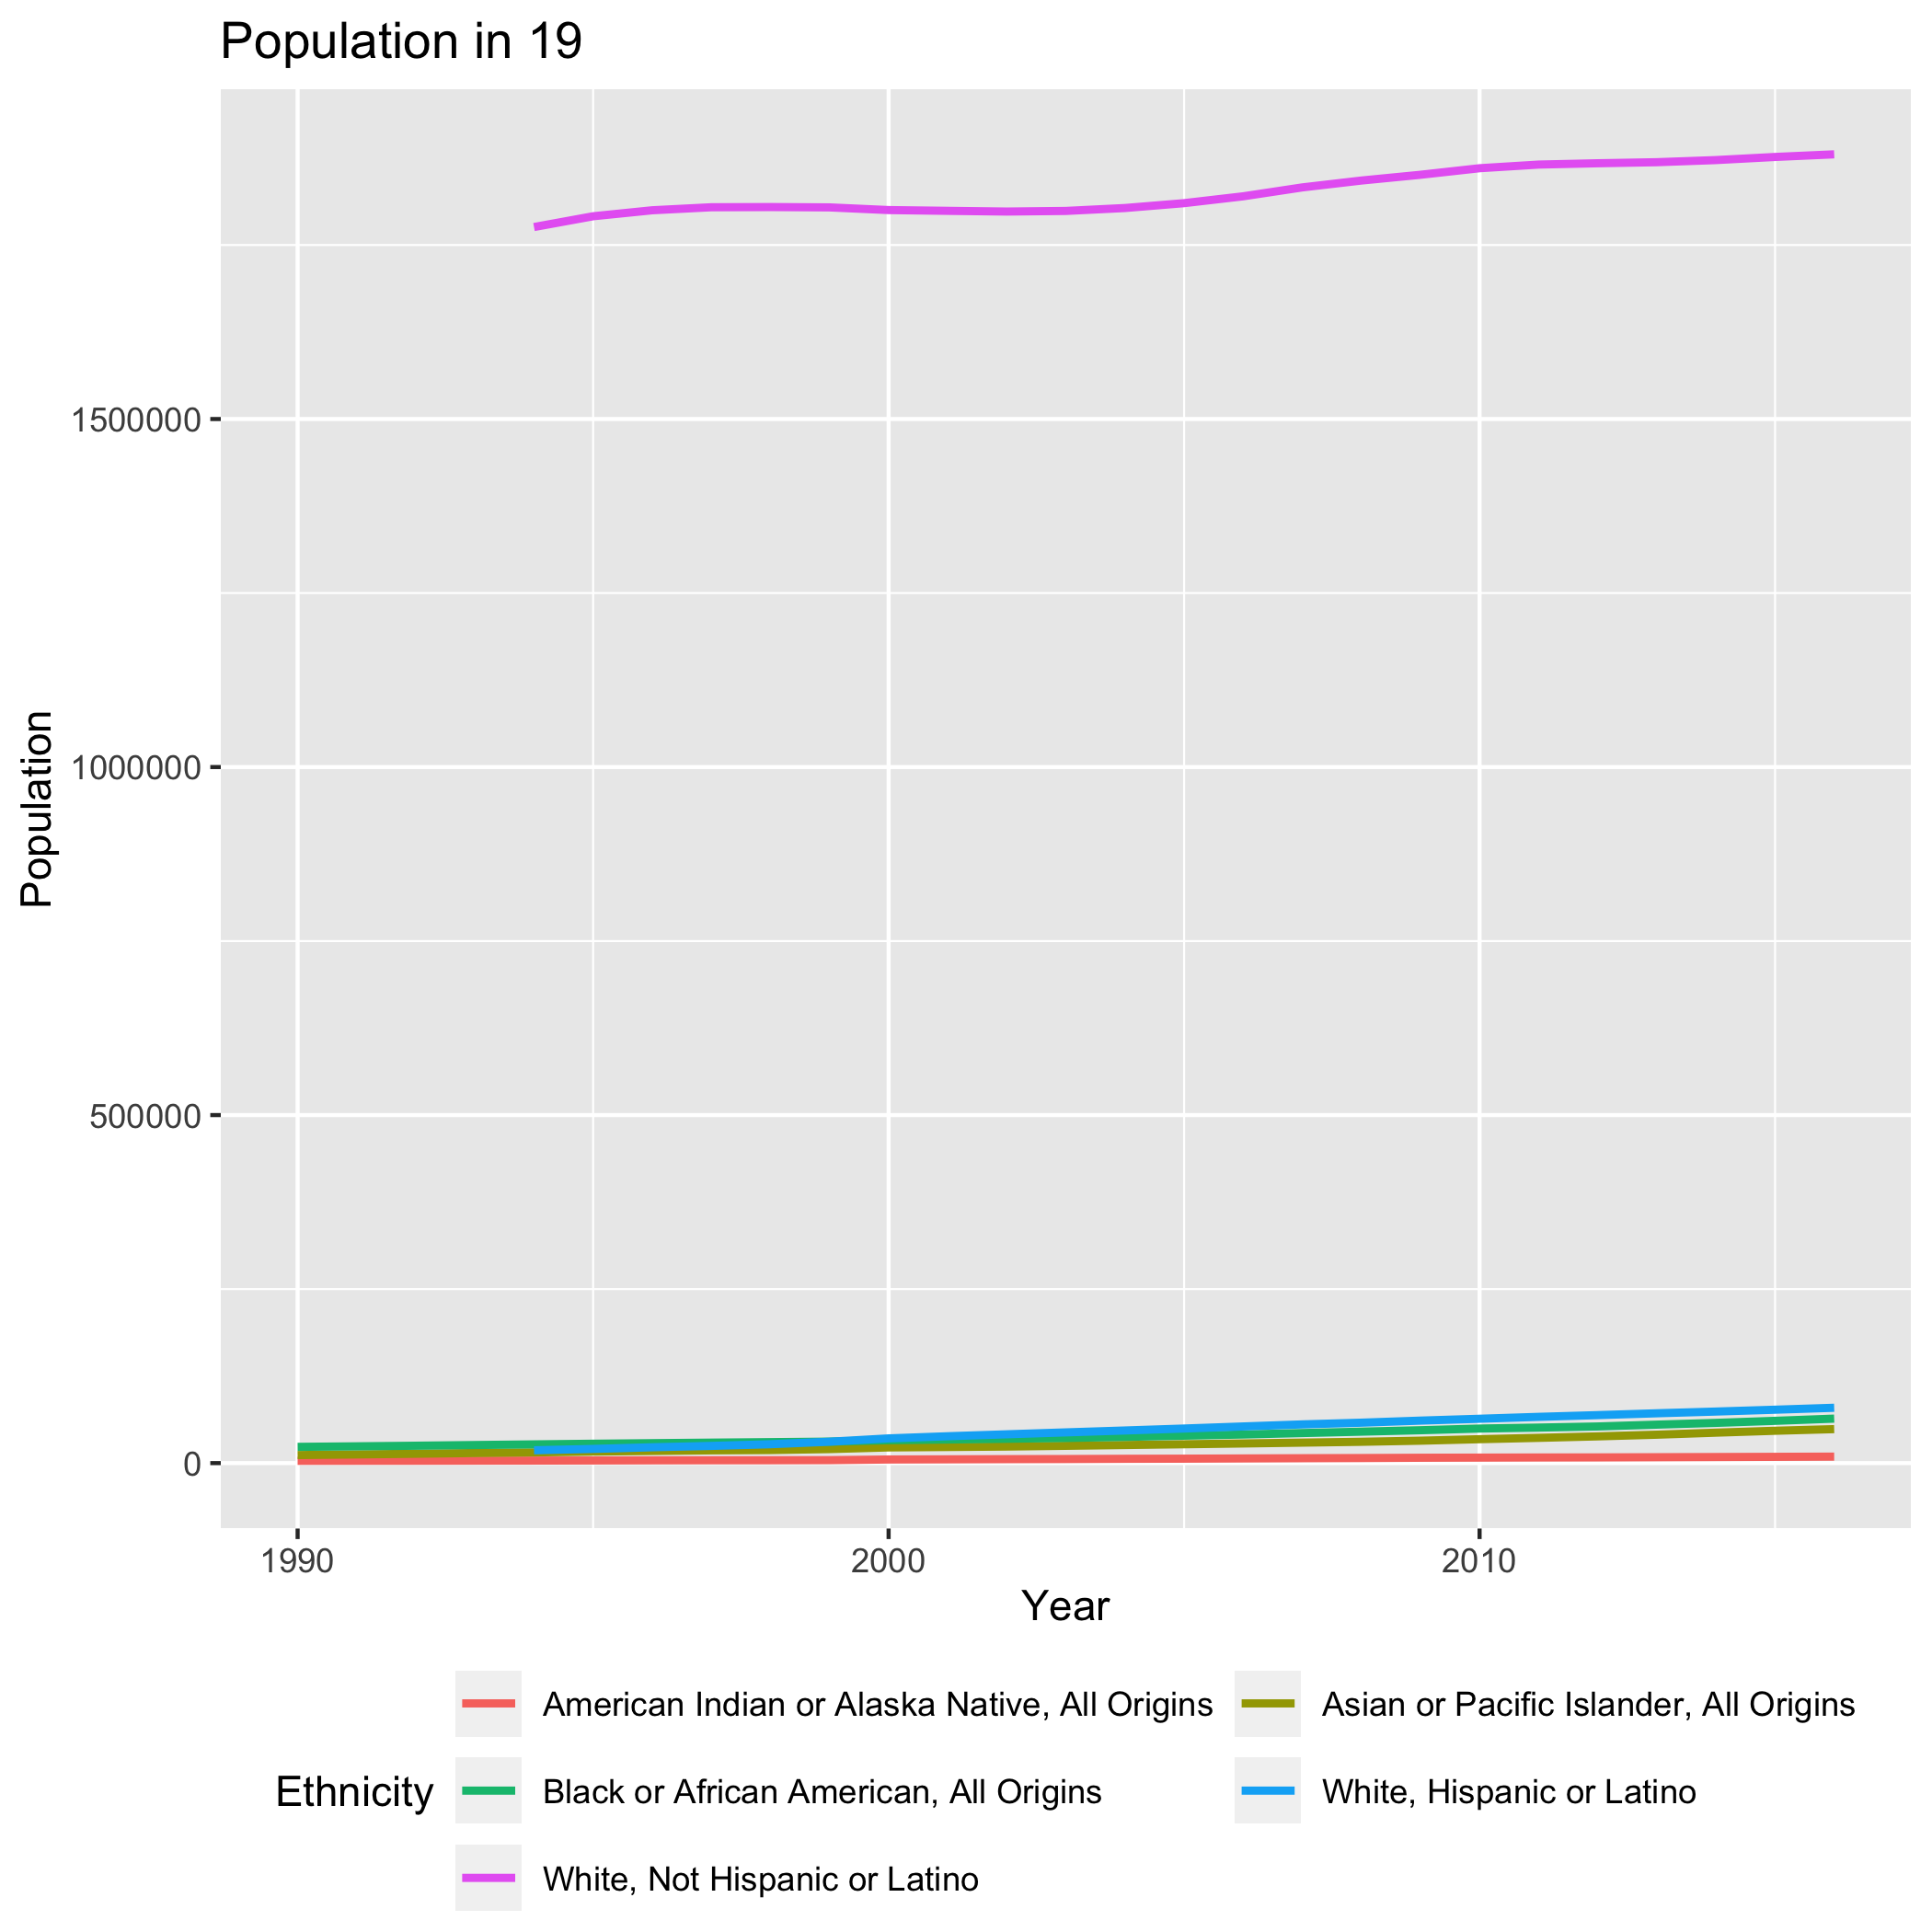 Population in 19
Population
1500000
1000000
500000
0
1990
2000
2010
Year
Ethnicity
American Indian or Alaska Native, All Origins
Asian or Pacific Islander, All Origins
Black or African American, All Origins
White, Hispanic or Latino
White, Not Hispanic or Latino